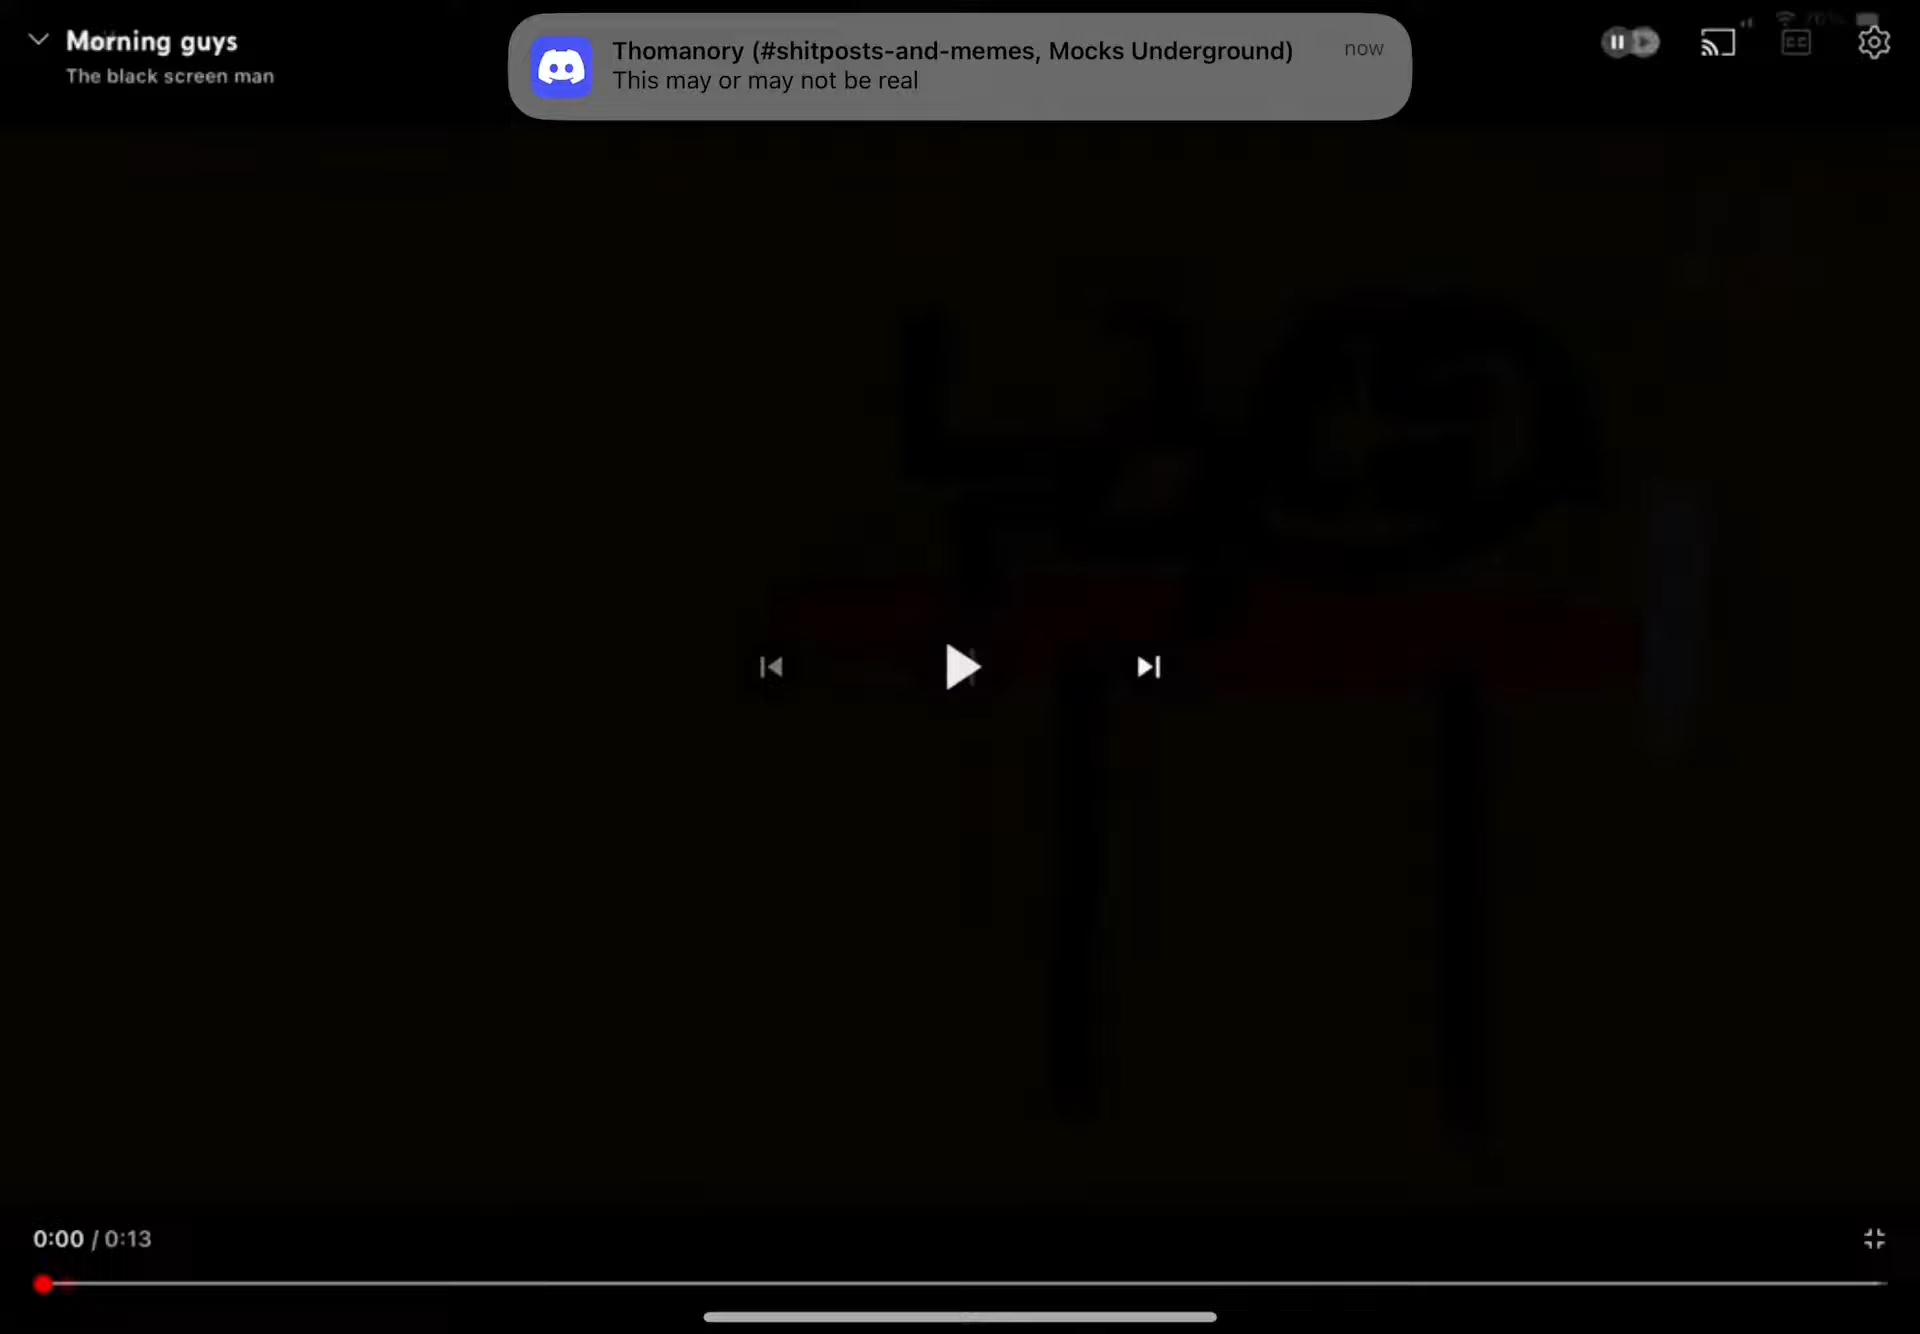 Morning guys
The black screen man
Thomanory (#shitposts-and-memes, Mocks Underground)
now
This may or may not be real
CC
0:00 / 0:13